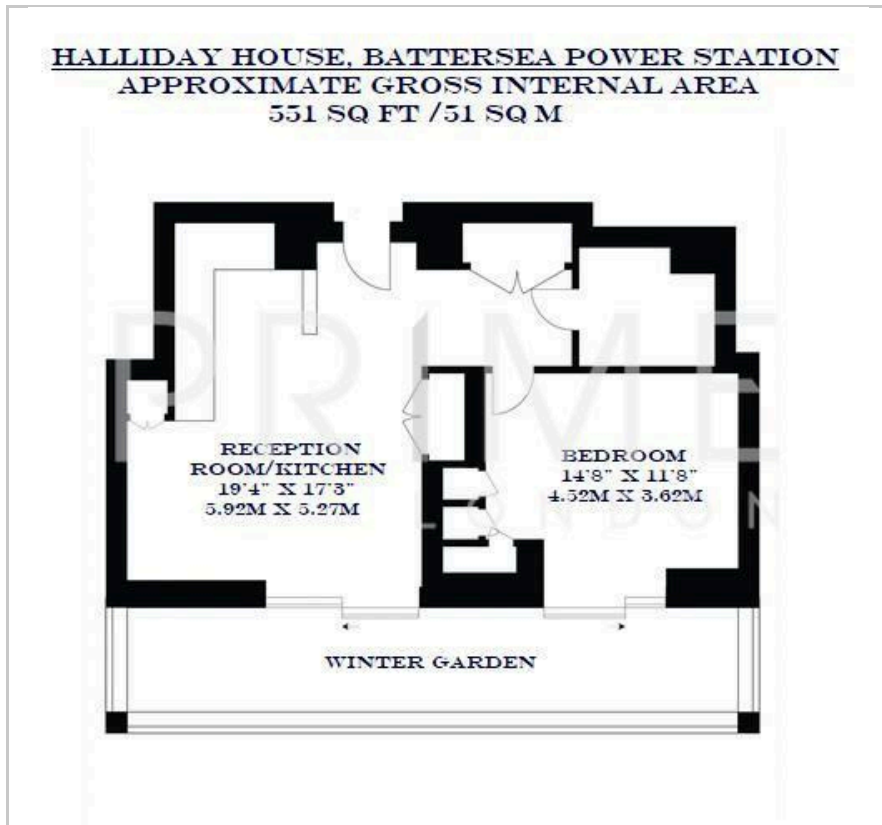 HALLIDAY HOUSE, BATTERSEA POWER STATION
APPROXIMATE GROSS INTERNAL AREA
551 SQ FT /51 SQ M
PRIME
LONDON
RECEPTION
ROOM/KITCHEN
19'4" X 17'3"
5.92M X 5.27M
BEDROOM
14'8" X 11'8"
4.52M X 3.62M
WINTER GARDEN